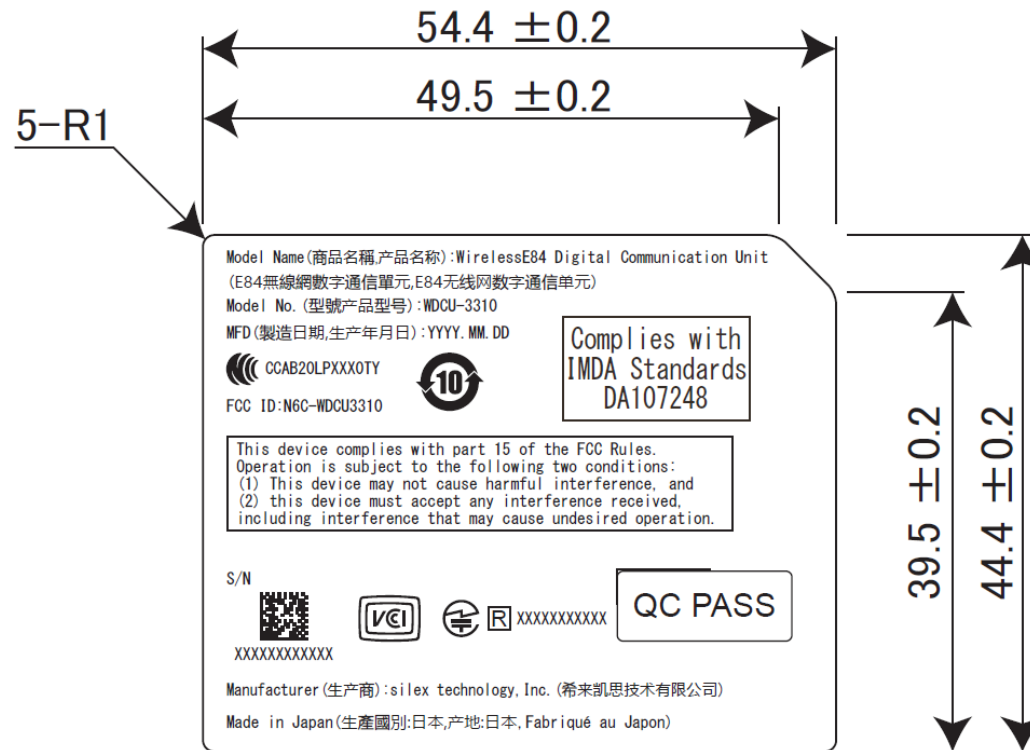 54.4 ±0.2
49.5 ±0.2
5-R1
Model Name(商品名稱,产品名称):WirelessE84 Digital Communication Unit
(E84無線網數字通信單元,E84无线网数字通信单元)
Model No. (型號产品型号):WDCU-3310
MFD(製造日期,生产年月日):YYYY.MM.DD
Complies with
IMDA Standards
DA107248
CCAB20LPXXX0TY
10
FCC ID:N6C-WDCU3310
This device complies with part 15 of the FCC Rules.
Operation is subject to the following two conditions:
(1) This device may not cause harmful interference, and
(2) this device must accept any interference received,
including interference that may cause undesired operation.
39.5 ±0.2
44.4 ±0.2
S/N
VCI
R XXXXXXXXXXX
QC PASS
XXXXXXXXXXXX
Manufacturer(生产商):silex technology, Inc. (希来凯思技术有限公司)
Made in Japan(生產國別:日本,产地:日本, Fabriqué au Japon)